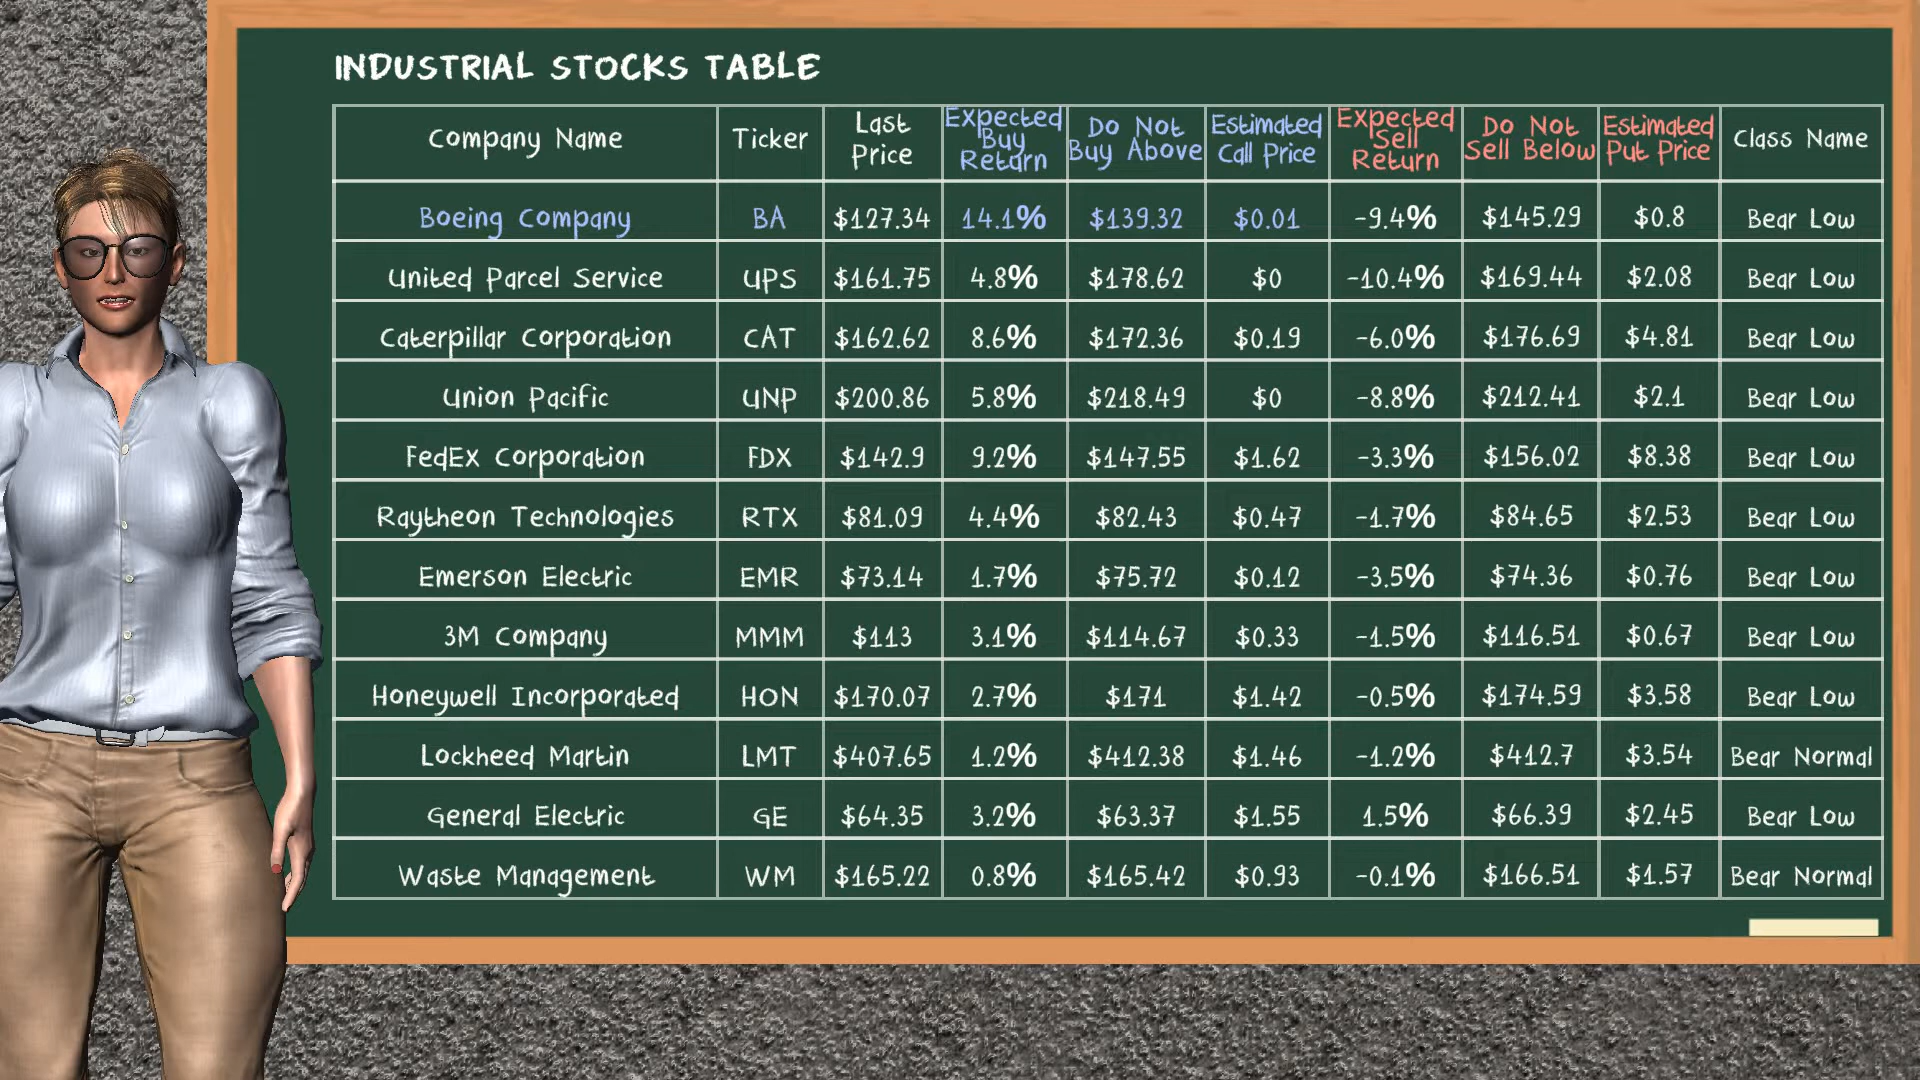 INDUSTRIAL STOCKS TABLE
Company Name Ticker Last Price Expected Buy Return Do Not Buy Above Estimated Call Price Expected Sell Return Do Not Sell Below Estimated Put Price Class Name
Boeing Company BA $127.34 14.1% $139.32 $0.01 -9.4% $145.29 $0.8 Bear Low
United Parcel Service UPS $161.75 4.8% $178.62 $0 -10.4% $169.44 $2.08 Bear Low
Caterpillar Corporation CAT $162.62 8.6% $172.36 $0.19 -6.0% $176.69 $4.81 Bear Low
Union Pacific UNP $200.86 5.8% $218.49 $0 -8.8% $212.41 $2.1 Bear Low
FedEx Corporation FDX $142.9 9.2% $147.55 $1.62 -3.3% $156.02 $8.38 Bear Low
Raytheon Technologies RTX $81.09 4.4% $82.43 $0.47 -1.7% $84.65 $2.53 Bear Low
Emerson Electric EMR $73.14 1.7% $75.72 $0.12 -3.5% $74.36 $0.76 Bear Low
3M Company MMM $113 3.1% $114.67 $0.33 -1.5% $116.51 $0.67 Bear Low
Honeywell Incorporated HON $170.07 2.7% $171 $1.42 -0.5% $174.59 $3.58 Bear Low
Lockheed Martin LMT $407.65 1.2% $412.38 $1.46 -1.2% $412.7 $3.54 Bear Normal
General Electric GE $64.35 3.2% $63.37 $1.55 1.5% $66.39 $2.45 Bear Low
Waste Management WM $165.22 0.8% $165.42 $0.93 -0.1% $166.51 $1.57 Bear Normal